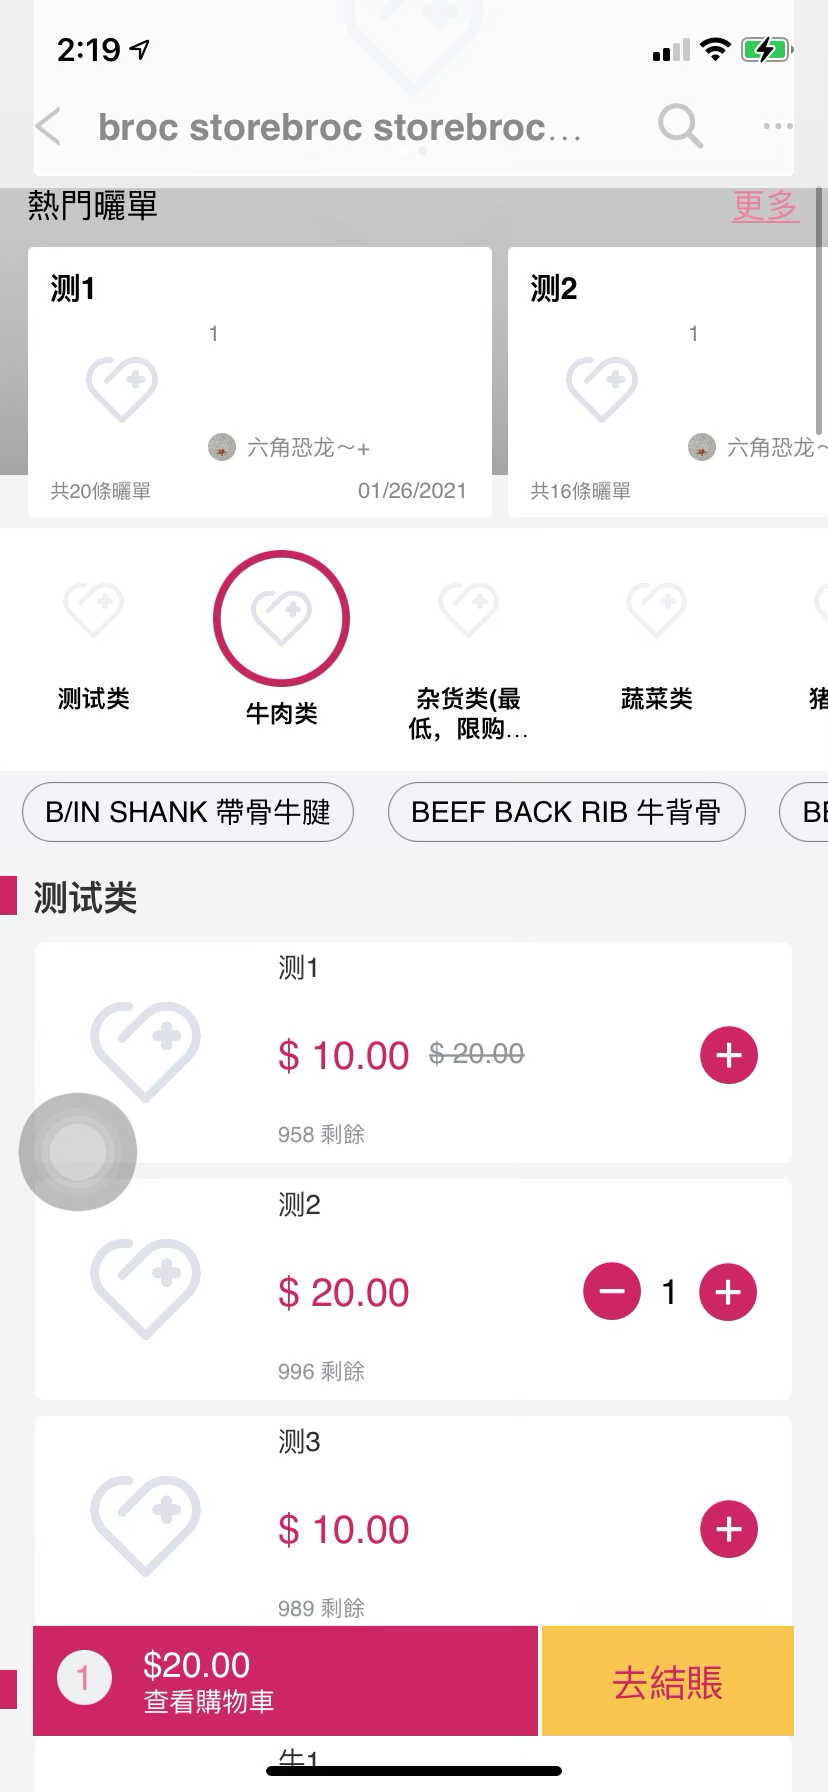 2:19
broc storebroc storebroc...
熱門曬單
更多
测1
1
六角恐龙～+
共20條曬單
01/26/2021
测2
1
六角恐龙～
共16條曬單
测试类
牛肉类
杂货类(最
低，限购...
蔬菜类
猪
B/IN SHANK 帶骨牛腱
BEEF BACK RIB 牛背骨
BE
测试类
测1
$ 10.00
$ 20.00
958 剩餘
测2
$ 20.00
1
996 剩餘
测3
$ 10.00
989 剩餘
1
$20.00
查看購物車
去結賬
牛1